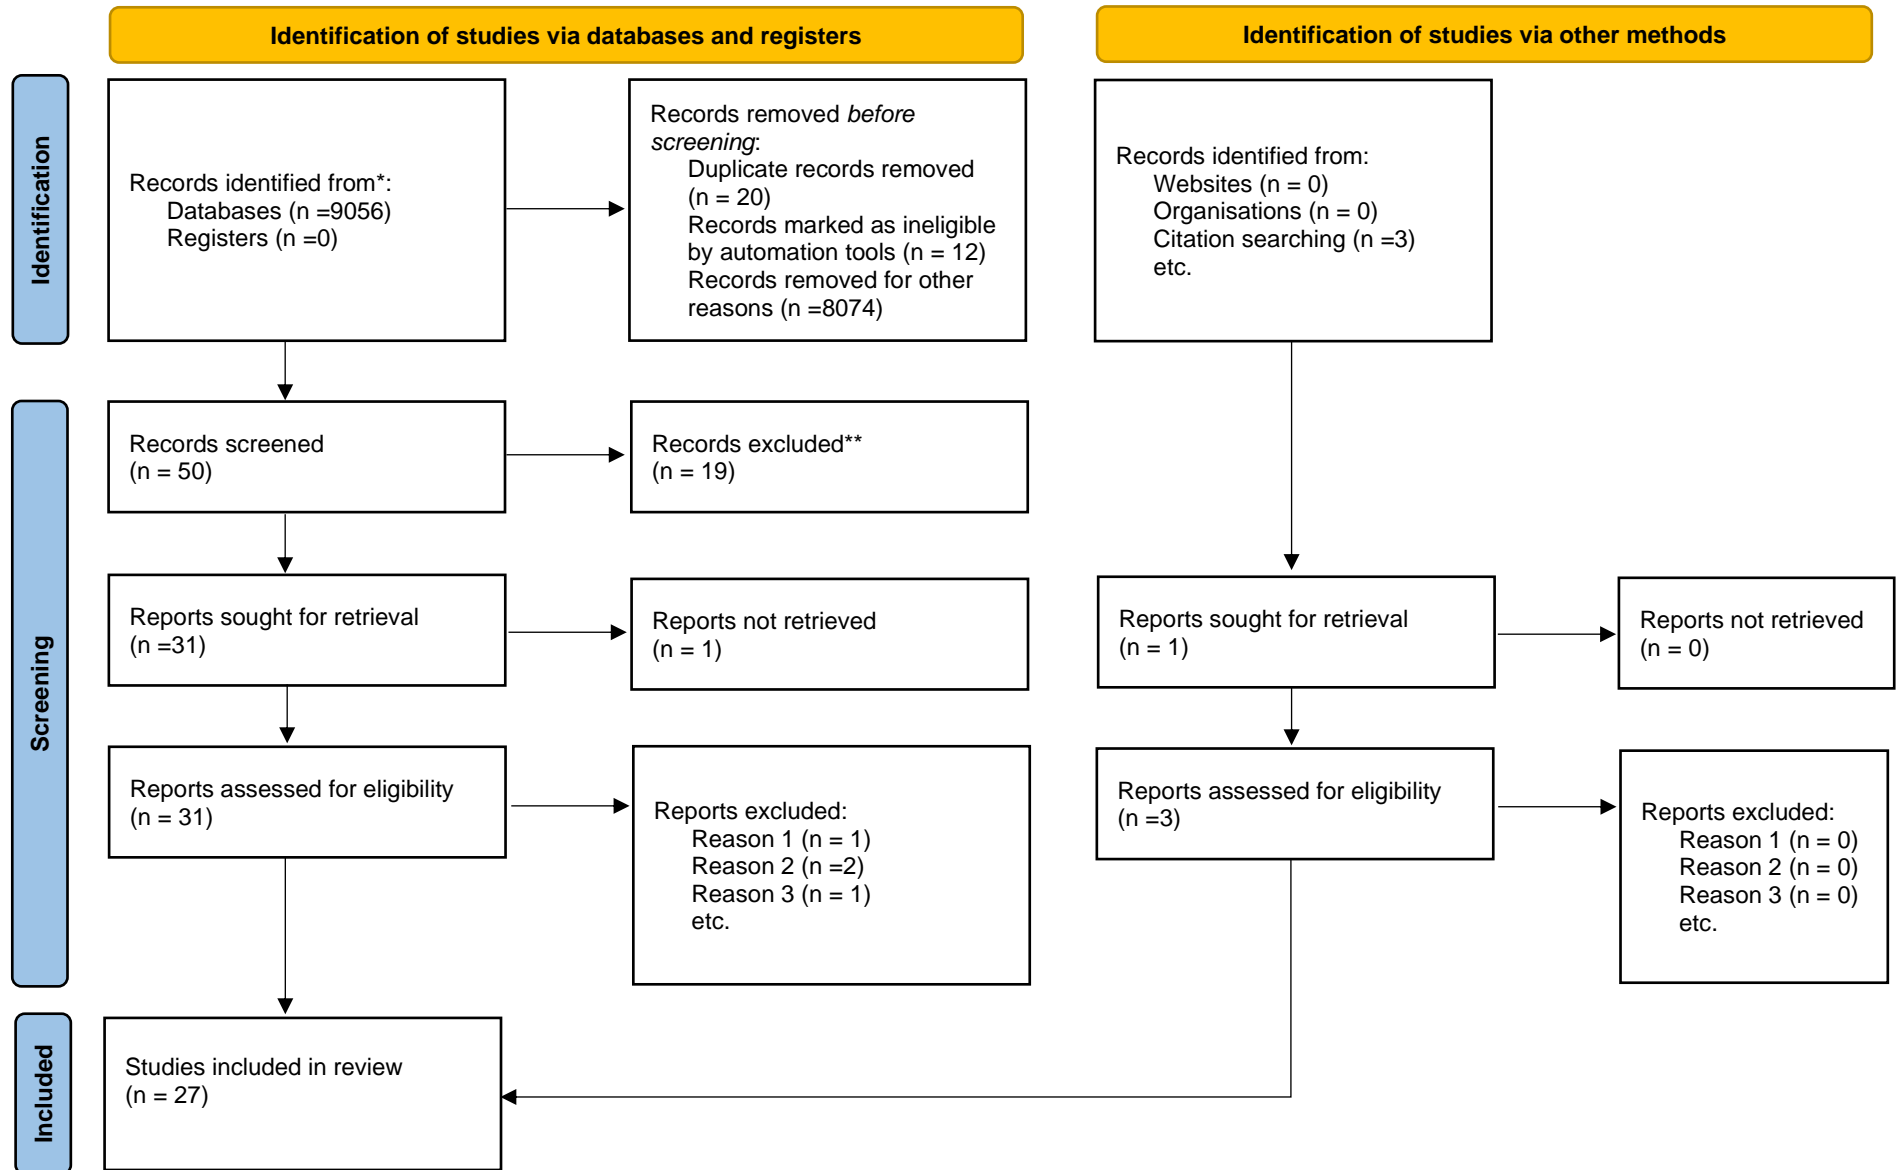 Identification of studies via databases and registers
Identification of studies via other methods
Identification
Records identified from*:
Databases (n =9056)
Registers (n =0)
Records removed before
screening:
Duplicate records removed
(n = 20)
Records marked as ineligible
by automation tools (n = 12)
Records removed for other
reasons (n =8074)
Records identified from:
Websites (n = 0)
Organisations (n = 0)
Citation searching (n =3)
etc.
Screening
Records screened
(n = 50)
Records excluded**
(n = 19)
Reports sought for retrieval
(n =31)
Reports not retrieved
(n = 1)
Reports sought for retrieval
(n = 1)
Reports not retrieved
(n = 0)
Reports assessed for eligibility
(n = 31)
Reports excluded:
Reason 1 (n = 1)
Reason 2 (n =2)
Reason 3 (n = 1)
etc.
Reports assessed for eligibility
(n =3)
Reports excluded:
Reason 1 (n = 0)
Reason 2 (n = 0)
Reason 3 (n = 0)
etc.
Included
Studies included in review
(n = 27)